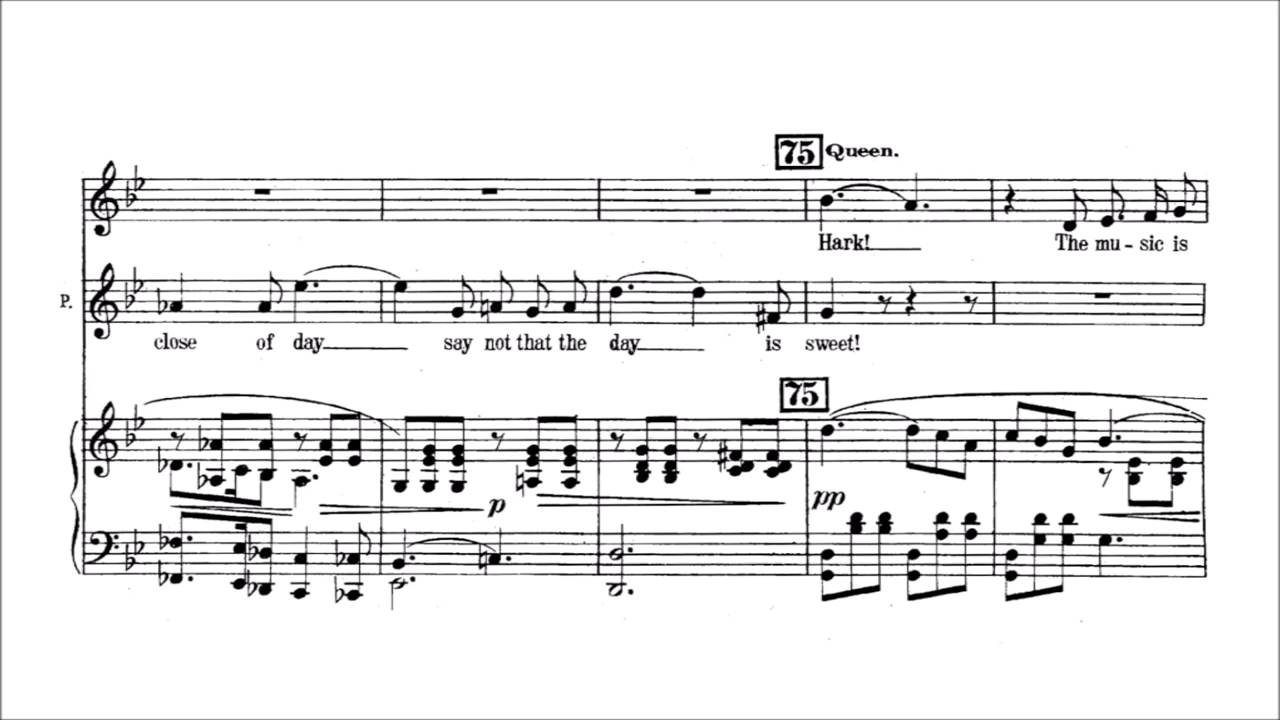 75 Queen.
Hark! The mu - sic is
P.
close of day say not that the day is sweet!
75
p
pp